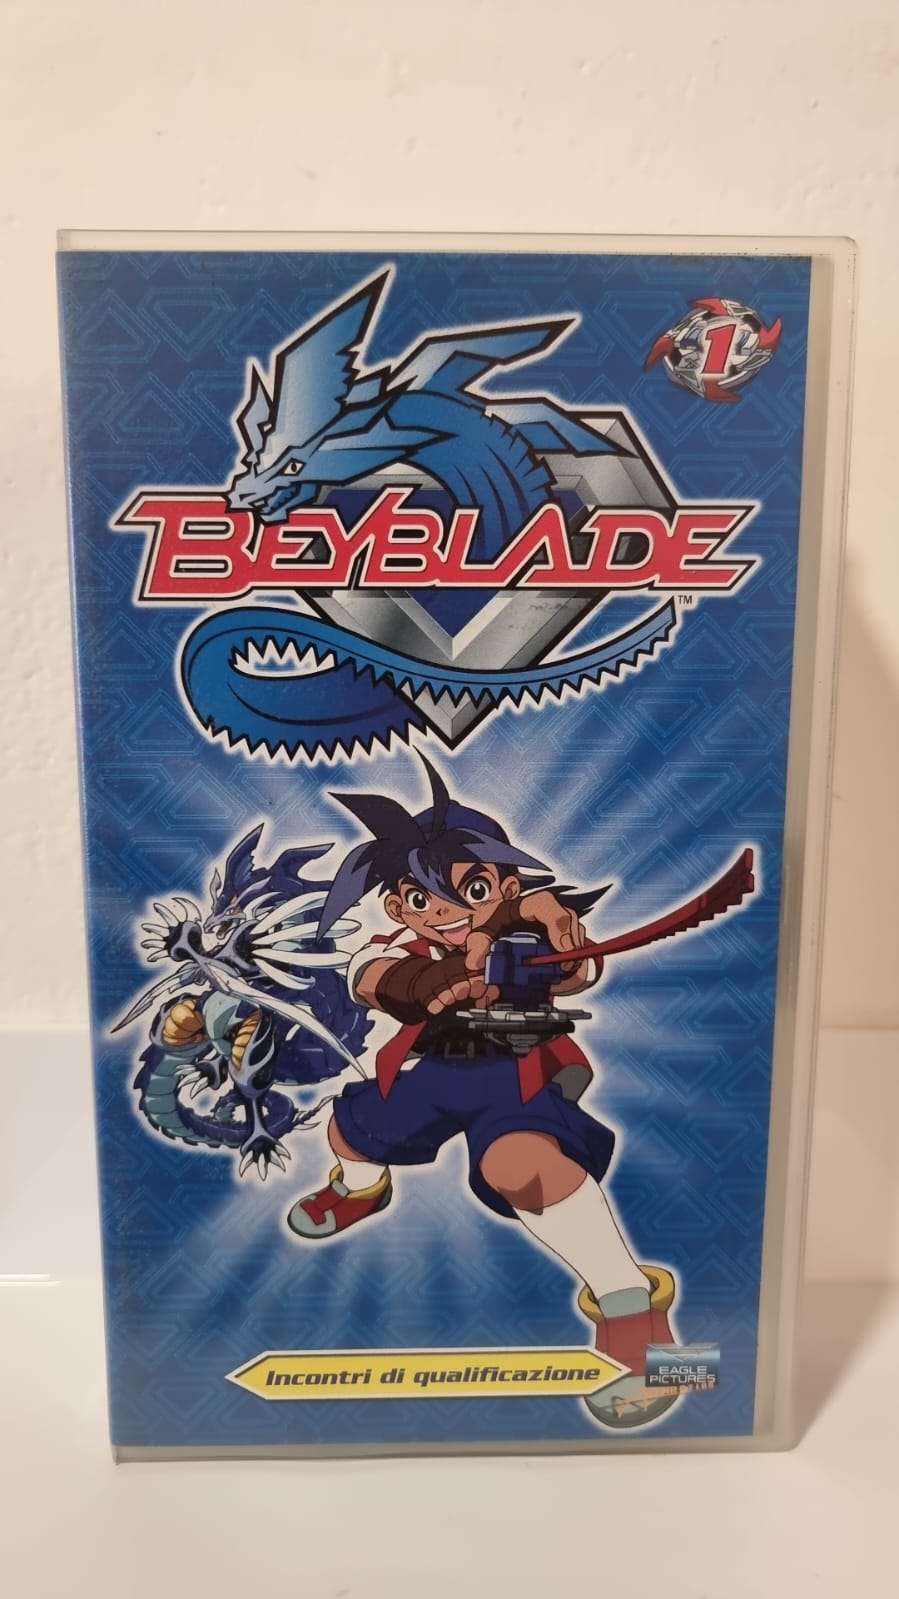 1
BEYBLADE
TM
Incontri di qualificazione
EAGLE
PICTURES